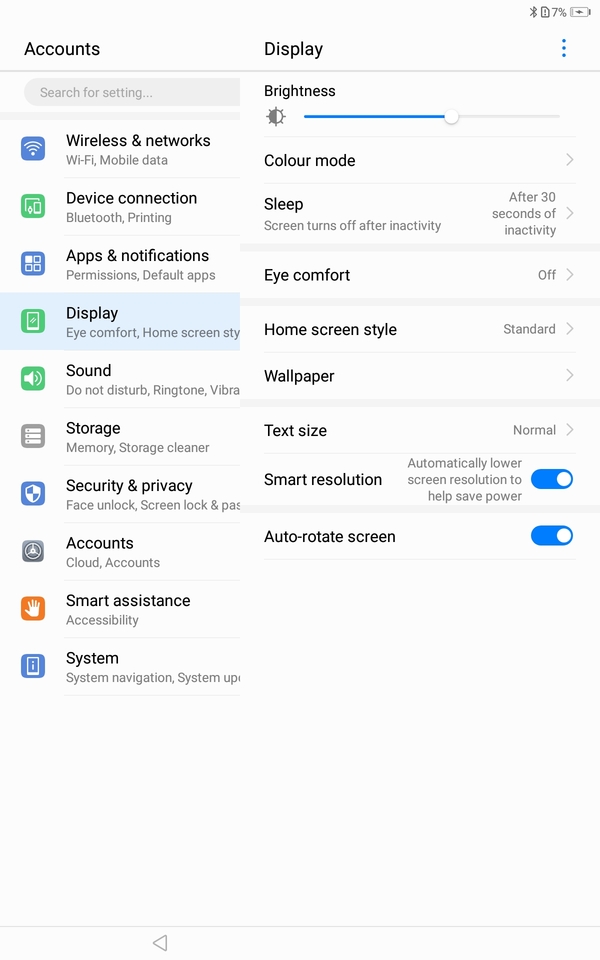 7%
Accounts
Display
Search for setting...
Brightness
Wireless & networks
Wi-Fi, Mobile data
Device connection
Bluetooth, Printing
Apps & notifications
Permissions, Default apps
Display
Eye comfort, Home screen sty
Sound
Do not disturb, Ringtone, Vibra
Storage
Memory, Storage cleaner
Security & privacy
Face unlock, Screen lock & pas
Accounts
Cloud, Accounts
Smart assistance
Accessibility
System
System navigation, System upd
Colour mode
Sleep
Screen turns off after inactivity
After 30
seconds of
inactivity
Eye comfort
Off
Home screen style
Standard
Wallpaper
Text size
Normal
Smart resolution
Automatically lower
screen resolution to
help save power
Auto-rotate screen